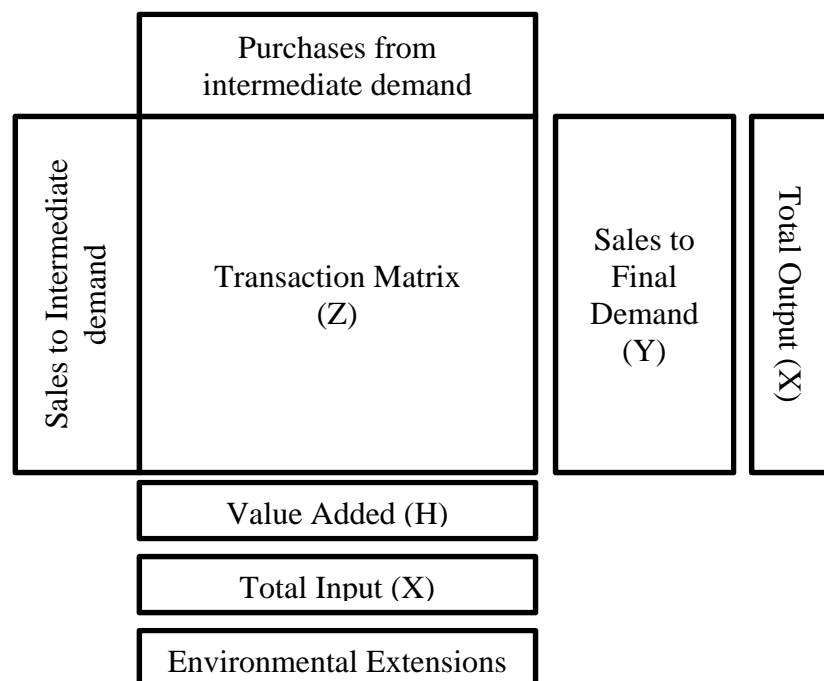 Purchases from
intermediate demand
Sales to Intermediate
demand
Transaction Matrix
(Z)
Sales to
Final
Demand
(Y)
Total Output (X)
Value Added (H)
Total Input (X)
Environmental Extensions